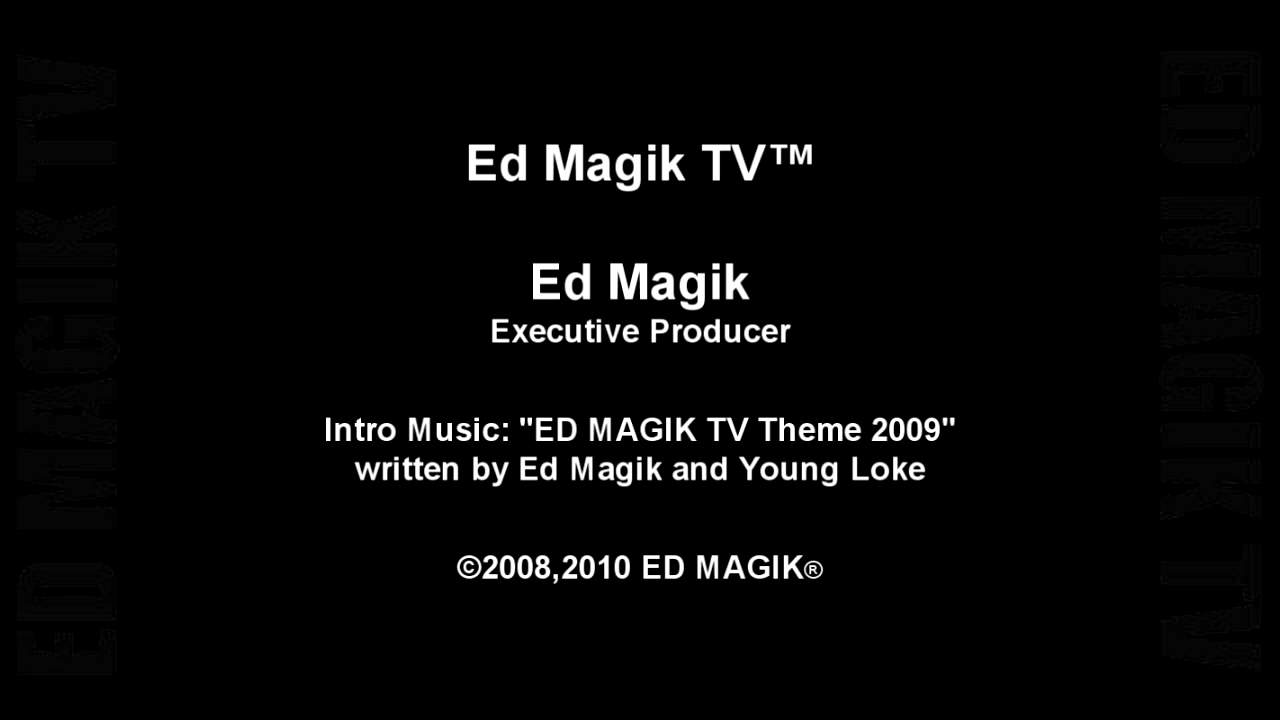 Ed Magik TV™
Ed Magik
Executive Producer
Intro Music: "ED MAGIK TV Theme 2009"
written by Ed Magik and Young Loke
©2008,2010 ED MAGIK®
ED MAGIK TV
ED MAGIK TV